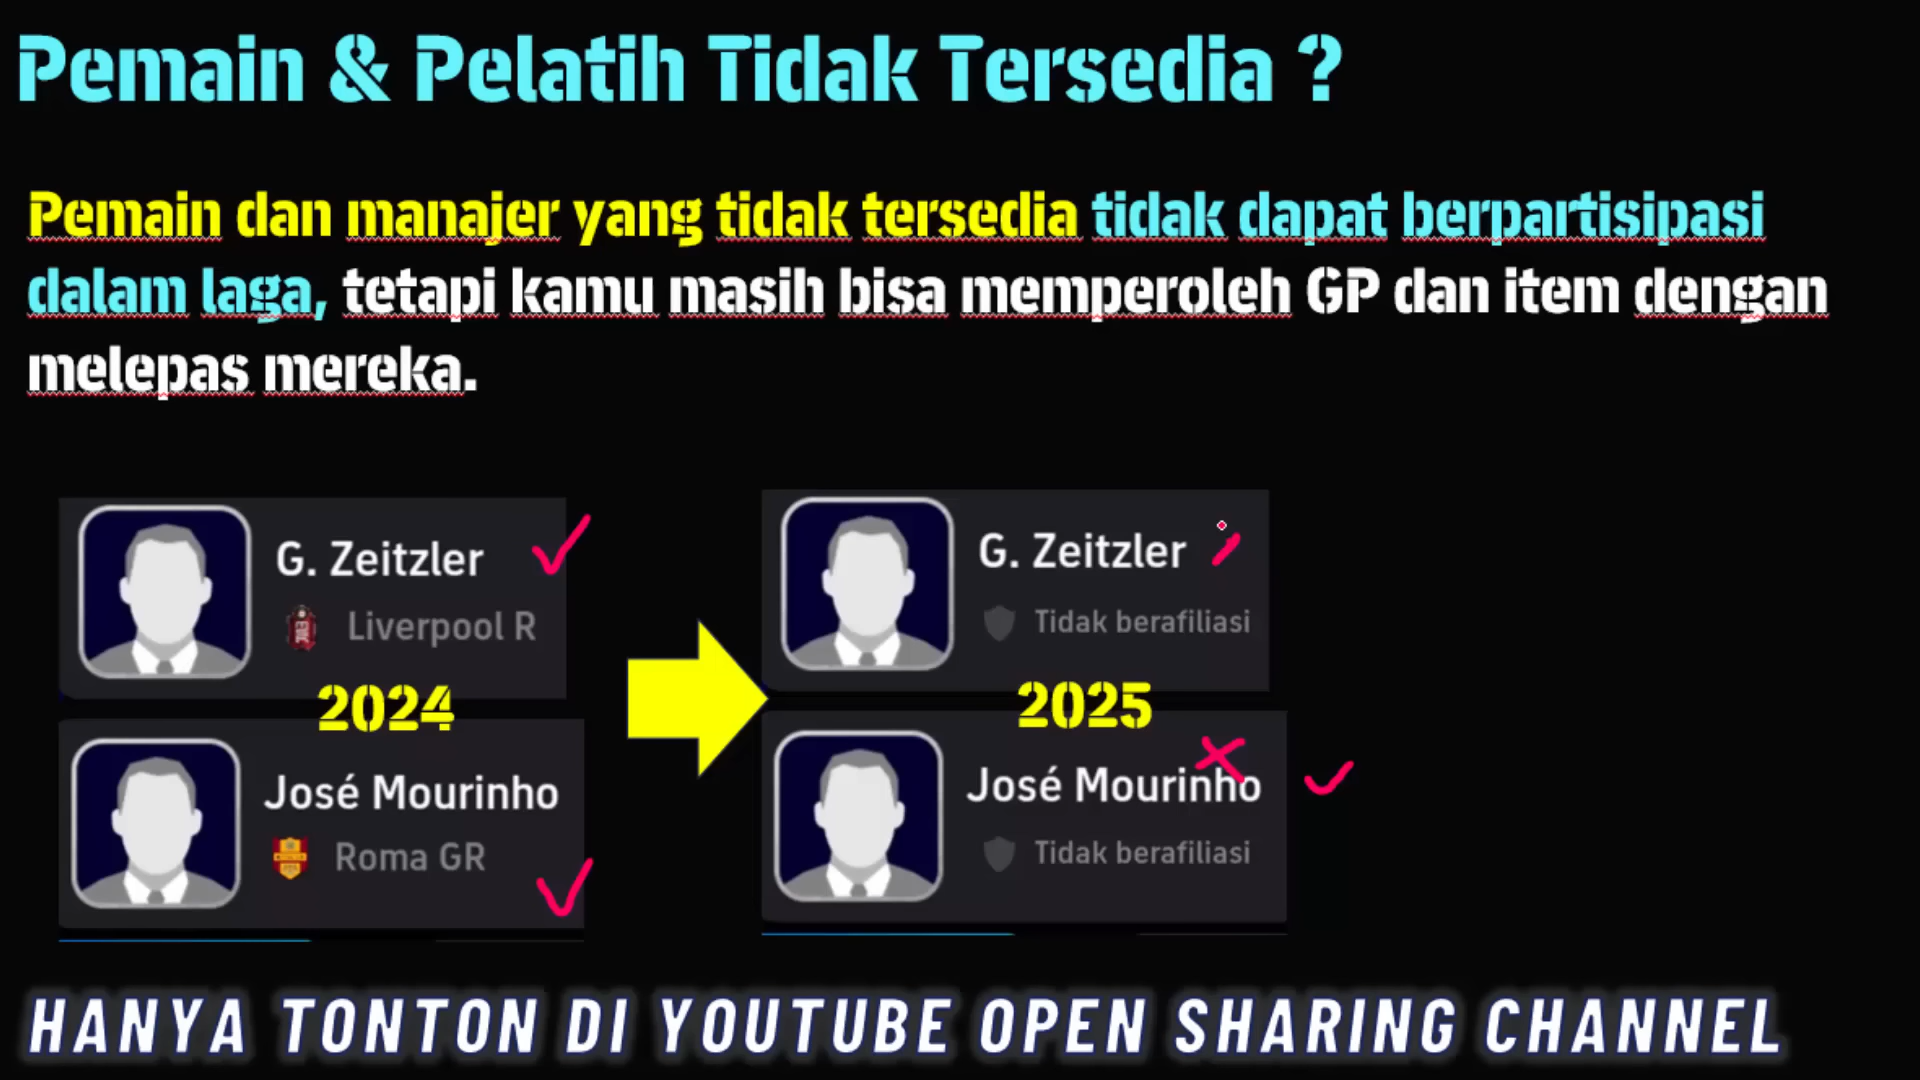 Pemain & Pelatih Tidak Tersedia ?
Pemain dan manajer yang tidak tersedia tidak dapat berpartisipasi
dalam laga, tetapi kamu masih bisa memperoleh GP dan item dengan
melepas mereka.
G. Zeitzler
Liverpool R
2024
José Mourinho
Roma GR
G. Zeitzler
Tidak berafiliasi
2025
José Mourinho
Tidak berafiliasi
HANYA TONTON DI YOUTUBE OPEN SHARING CHANNEL